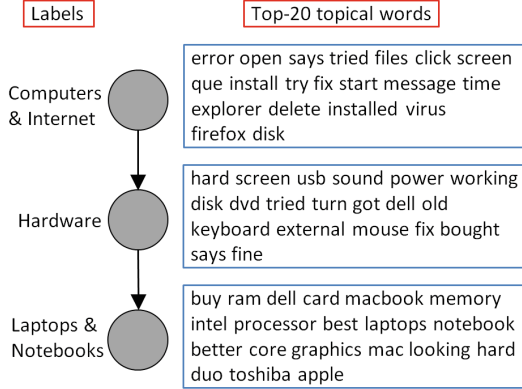 Labels
Top-20 topical words
Computers
& Internet
error open says tried files click screen
que install try fix start message time
explorer delete installed virus
firefox disk
Hardware
hard screen usb sound power working
disk dvd tried turn got dell old
keyboard external mouse fix bought
says fine
Laptops &
Notebooks
buy ram dell card macbook memory
intel processor best laptops notebook
better core graphics mac looking hard
duo toshiba apple